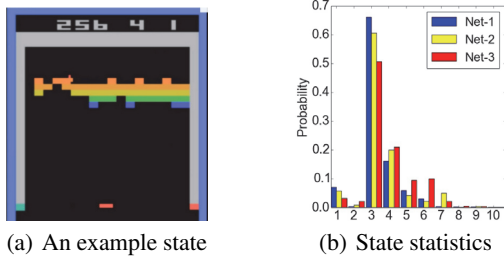 256 4 1
(a) An example state
Probability
0.7
0.6
0.5
0.4
0.3
0.2
0.1
0.0
1 2 3 4 5 6 7 8 9 10
Net-1
Net-2
Net-3
(b) State statistics